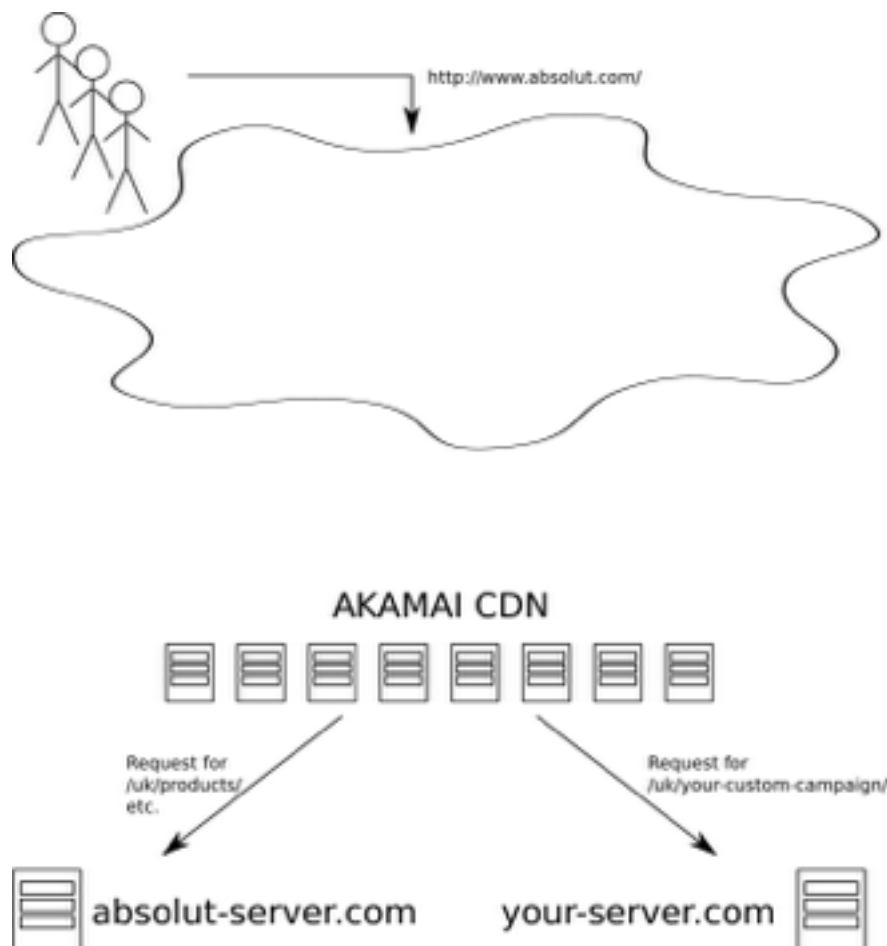 http://www.absolut.com/
AKAMAI CDN
Request for
/uk/products/
etc.
Request for
/uk/your-custom-campaign/
absolut-server.com
your-server.com